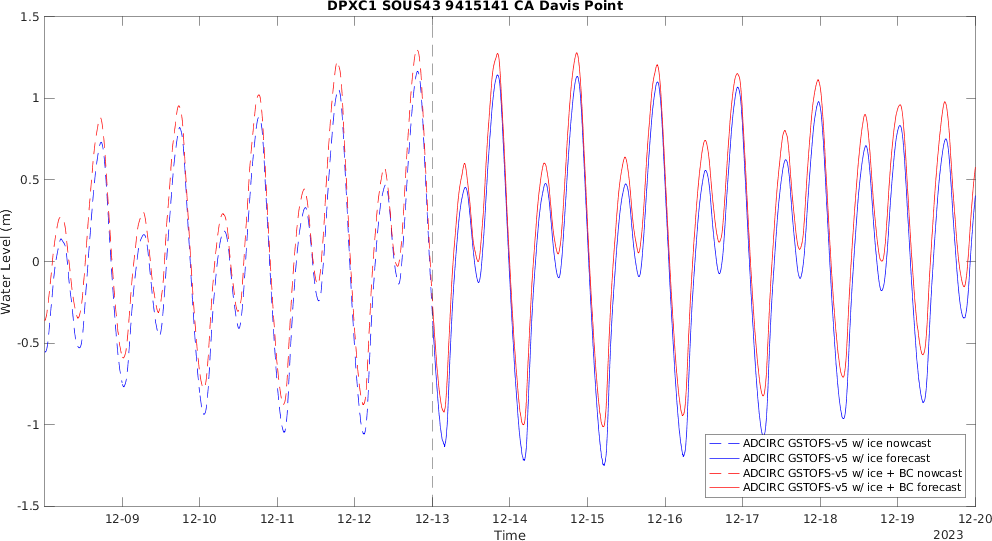 DPXC1 SOUS43 9415141 CA Davis Point
1.5
1
0.5
0
-0.5
-1
-1.5
Water Level (m)
12-09 12-10 12-11 12-12 12-13 12-14 12-15 12-16 12-17 12-18 12-19 12-20
Time
2023
ADCIRC GSTOFS-v5 w/ ice nowcast
ADCIRC GSTOFS-v5 w/ ice forecast
ADCIRC GSTOFS-v5 w/ ice + BC nowcast
ADCIRC GSTOFS-v5 w/ ice + BC forecast